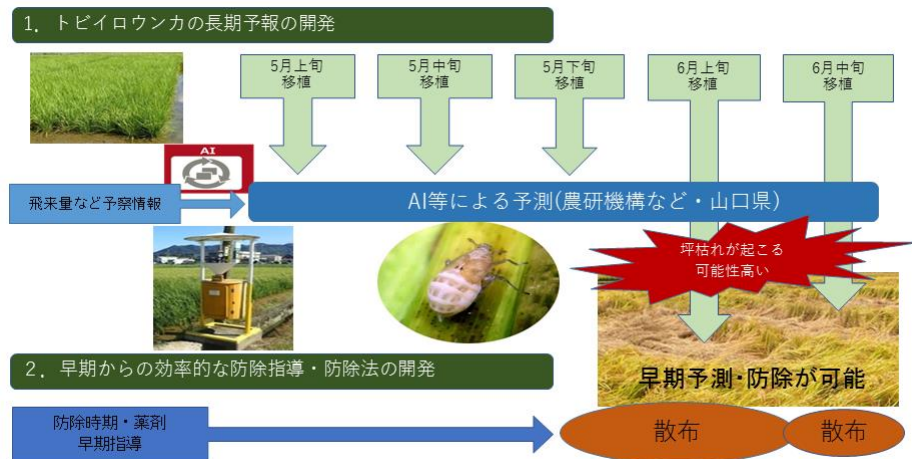 1．トビイロウンカの長期予報の開発
5月上旬
移植
5月中旬
移植
5月下旬
移植
6月上旬
移植
6月中旬
移植
AI
飛来量など予察情報
AI等による予測(農研機構など・山口県)
坪枯れが起こる
可能性高い
2．早期からの効率的な防除指導・防除法の開発
早期予測・防除が可能
防除時期・薬剤
早期指導
散布
散布